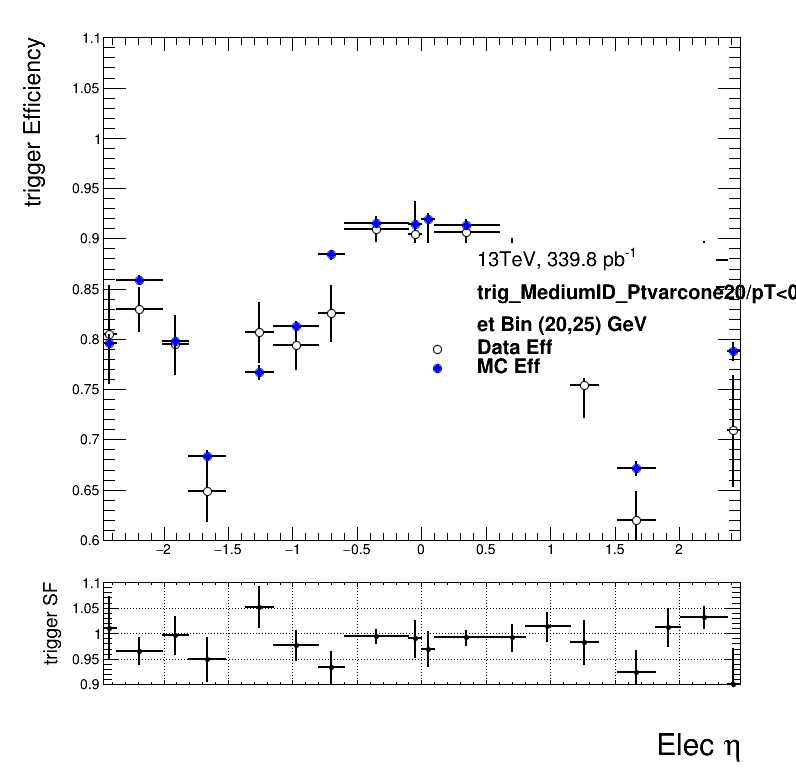 trigger Efficiency
1.1
1.05
1
0.95
0.9
0.85
0.8
0.75
0.7
0.65
0.6
13TeV, 339.8 pb-1
trig_MediumID_Ptvarcone20/pT<0
et Bin (20,25) GeV
Data Eff
MC Eff
−2 −1.5 −1 −0.5 0 0.5 1 1.5 2
trigger SF
1.1
1.05
1
0.95
0.9
Elec η